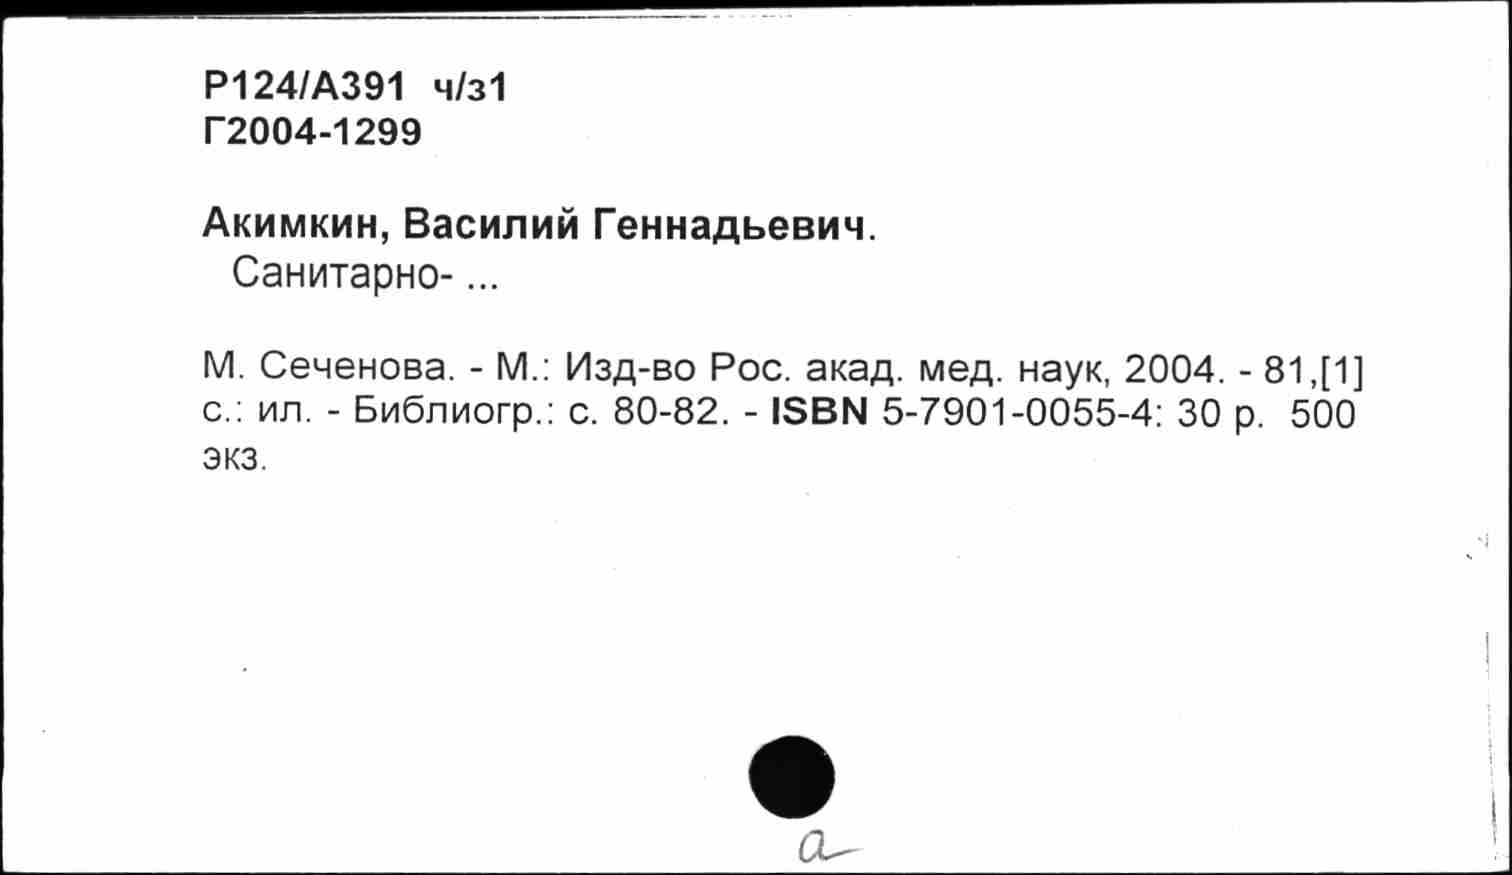 Р124/А391 ч/з1
Г2004-1299
Акимкин, Василий Геннадьевич.
Санитарно- ...
М. Сеченова. - М.: Изд-во Рос. акад. мед. наук, 2004. - 81,[1]
с.: ил. - Библиогр.: с. 80-82. - ISBN 5-7901-0055-4: 30 р. 500
экз.
а